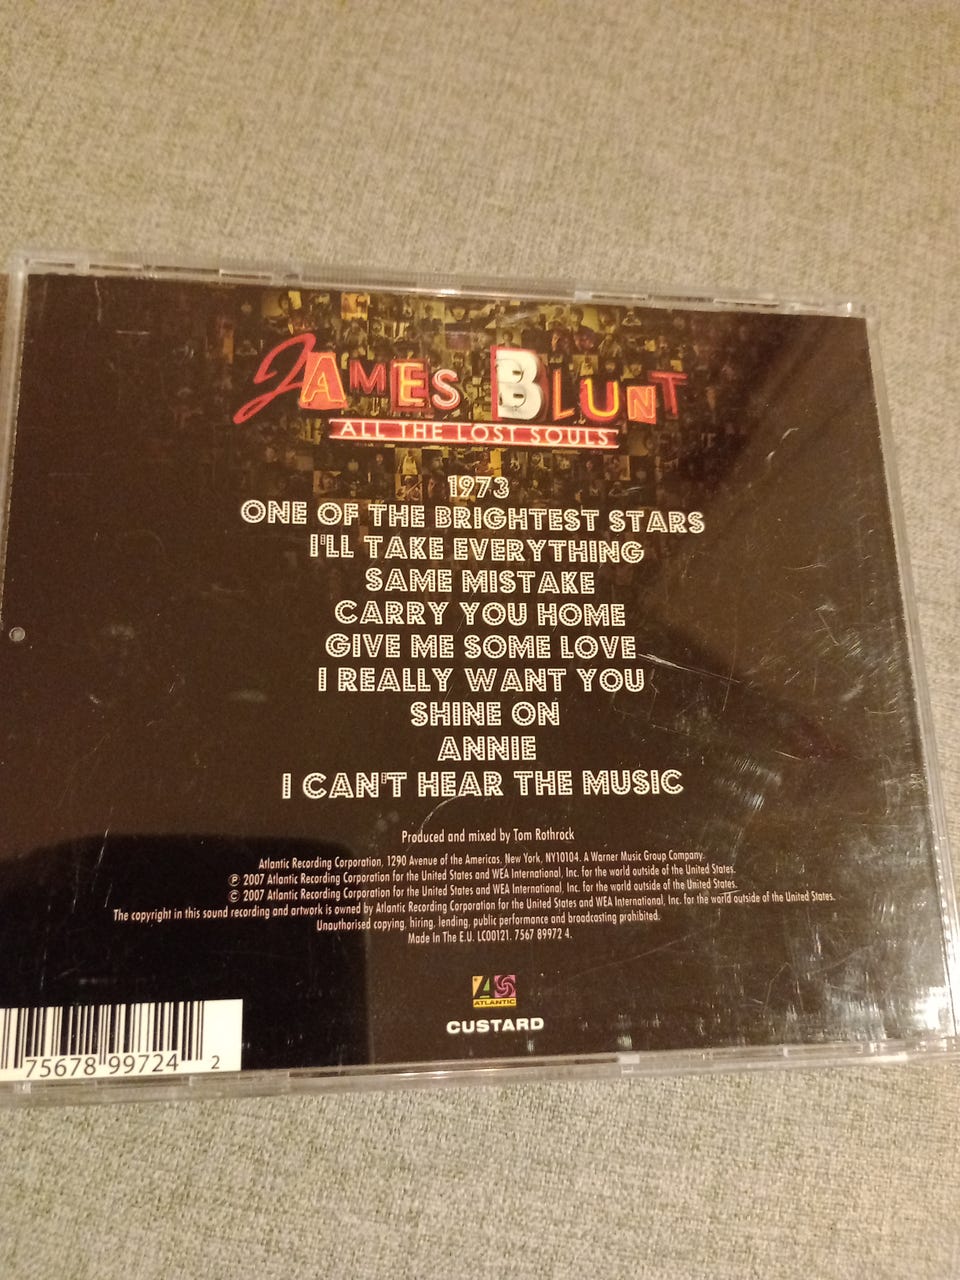 JAMES BLUNT
ALL THE LOST SOULS
1973
ONE OF THE BRIGHTEST STARS
I'LL TAKE EVERYTHING
SAME MISTAKE
CARRY YOU HOME
GIVE ME SOME LOVE
I REALLY WANT YOU
SHINE ON
ANNIE
I CAN'T HEAR THE MUSIC
Produced and mixed by Tom Rothrock
Atlantic Recording Corporation, 1290 Avenue of the Americas, New York, NY10104. A Warner Music Group Company.
℗ 2007 Atlantic Recording Corporation for the United States and WEA International, Inc. for the world outside of the United States.
© 2007 Atlantic Recording Corporation for the United States and WEA International, Inc. for the world outside of the United States.
The copyright in this sound recording and artwork is owned by Atlantic Recording Corporation for the United States and WEA International, Inc. for the world outside of the United States.
Unauthorised copying, hiring, lending, public performance and broadcasting prohibited.
Made In The E.U. LC00121. 7567 89972 4.
ATLANTIC
CUSTARD
75678 99724 2